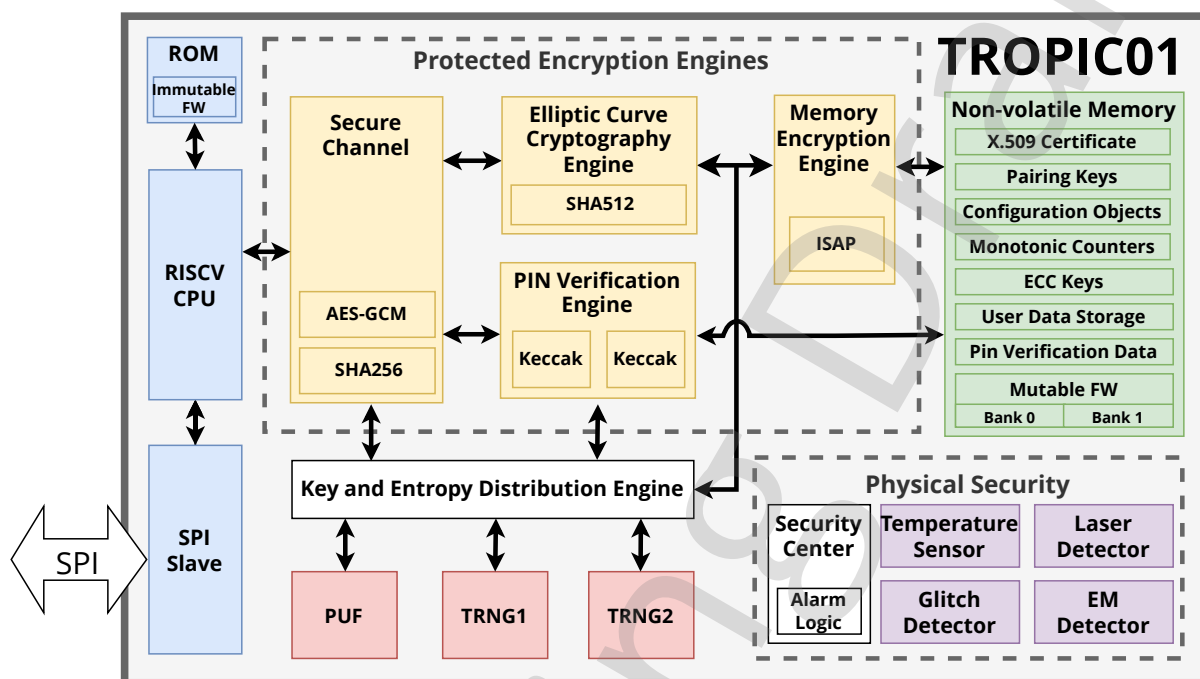 TROPIC01
ROM
Immutable
FW
RISCV
CPU
SPI
Slave
SPI
Protected Encryption Engines
Secure
Channel
AES-GCM
SHA256
Elliptic Curve
Cryptography
Engine
SHA512
PIN Verification
Engine
Keccak
Keccak
Memory
Encryption
Engine
ISAP
Non-volatile Memory
X.509 Certificate
Pairing Keys
Configuration Objects
Monotonic Counters
ECC Keys
User Data Storage
Pin Verification Data
Mutable FW
Bank 0
Bank 1
Key and Entropy Distribution Engine
PUF
TRNG1
TRNG2
Physical Security
Security
Center
Alarm
Logic
Temperature
Sensor
Laser
Detector
Glitch
Detector
EM
Detector